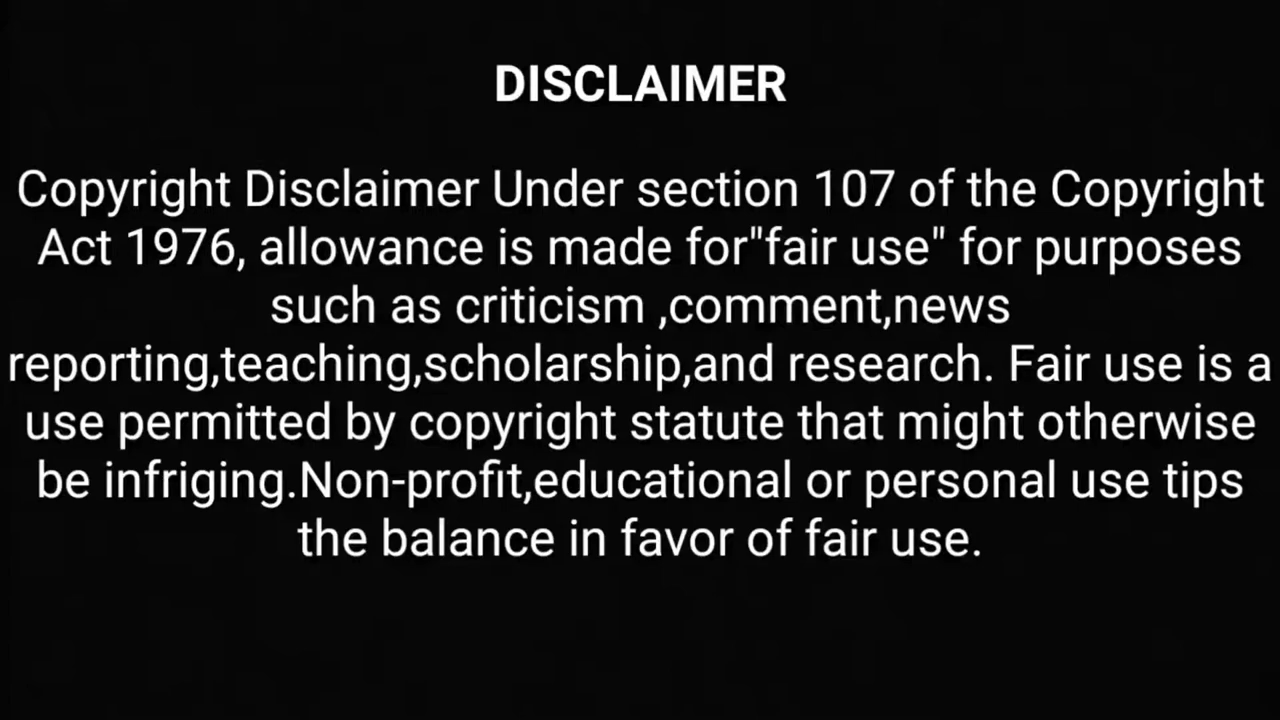 DISCLAIMER
Copyright Disclaimer Under section 107 of the Copyright
Act 1976, allowance is made for"fair use" for purposes
such as criticism ,comment,news
reporting,teaching,scholarship,and research. Fair use is a
use permitted by copyright statute that might otherwise
be infriging.Non-profit,educational or personal use tips
the balance in favor of fair use.